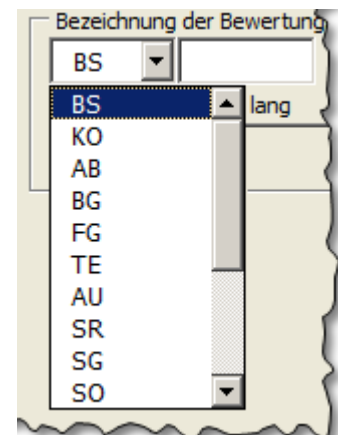 Bezeichnung der Bewertung
BS
BS
lang
KO
AB
BG
FG
TE
AU
SR
SG
SO